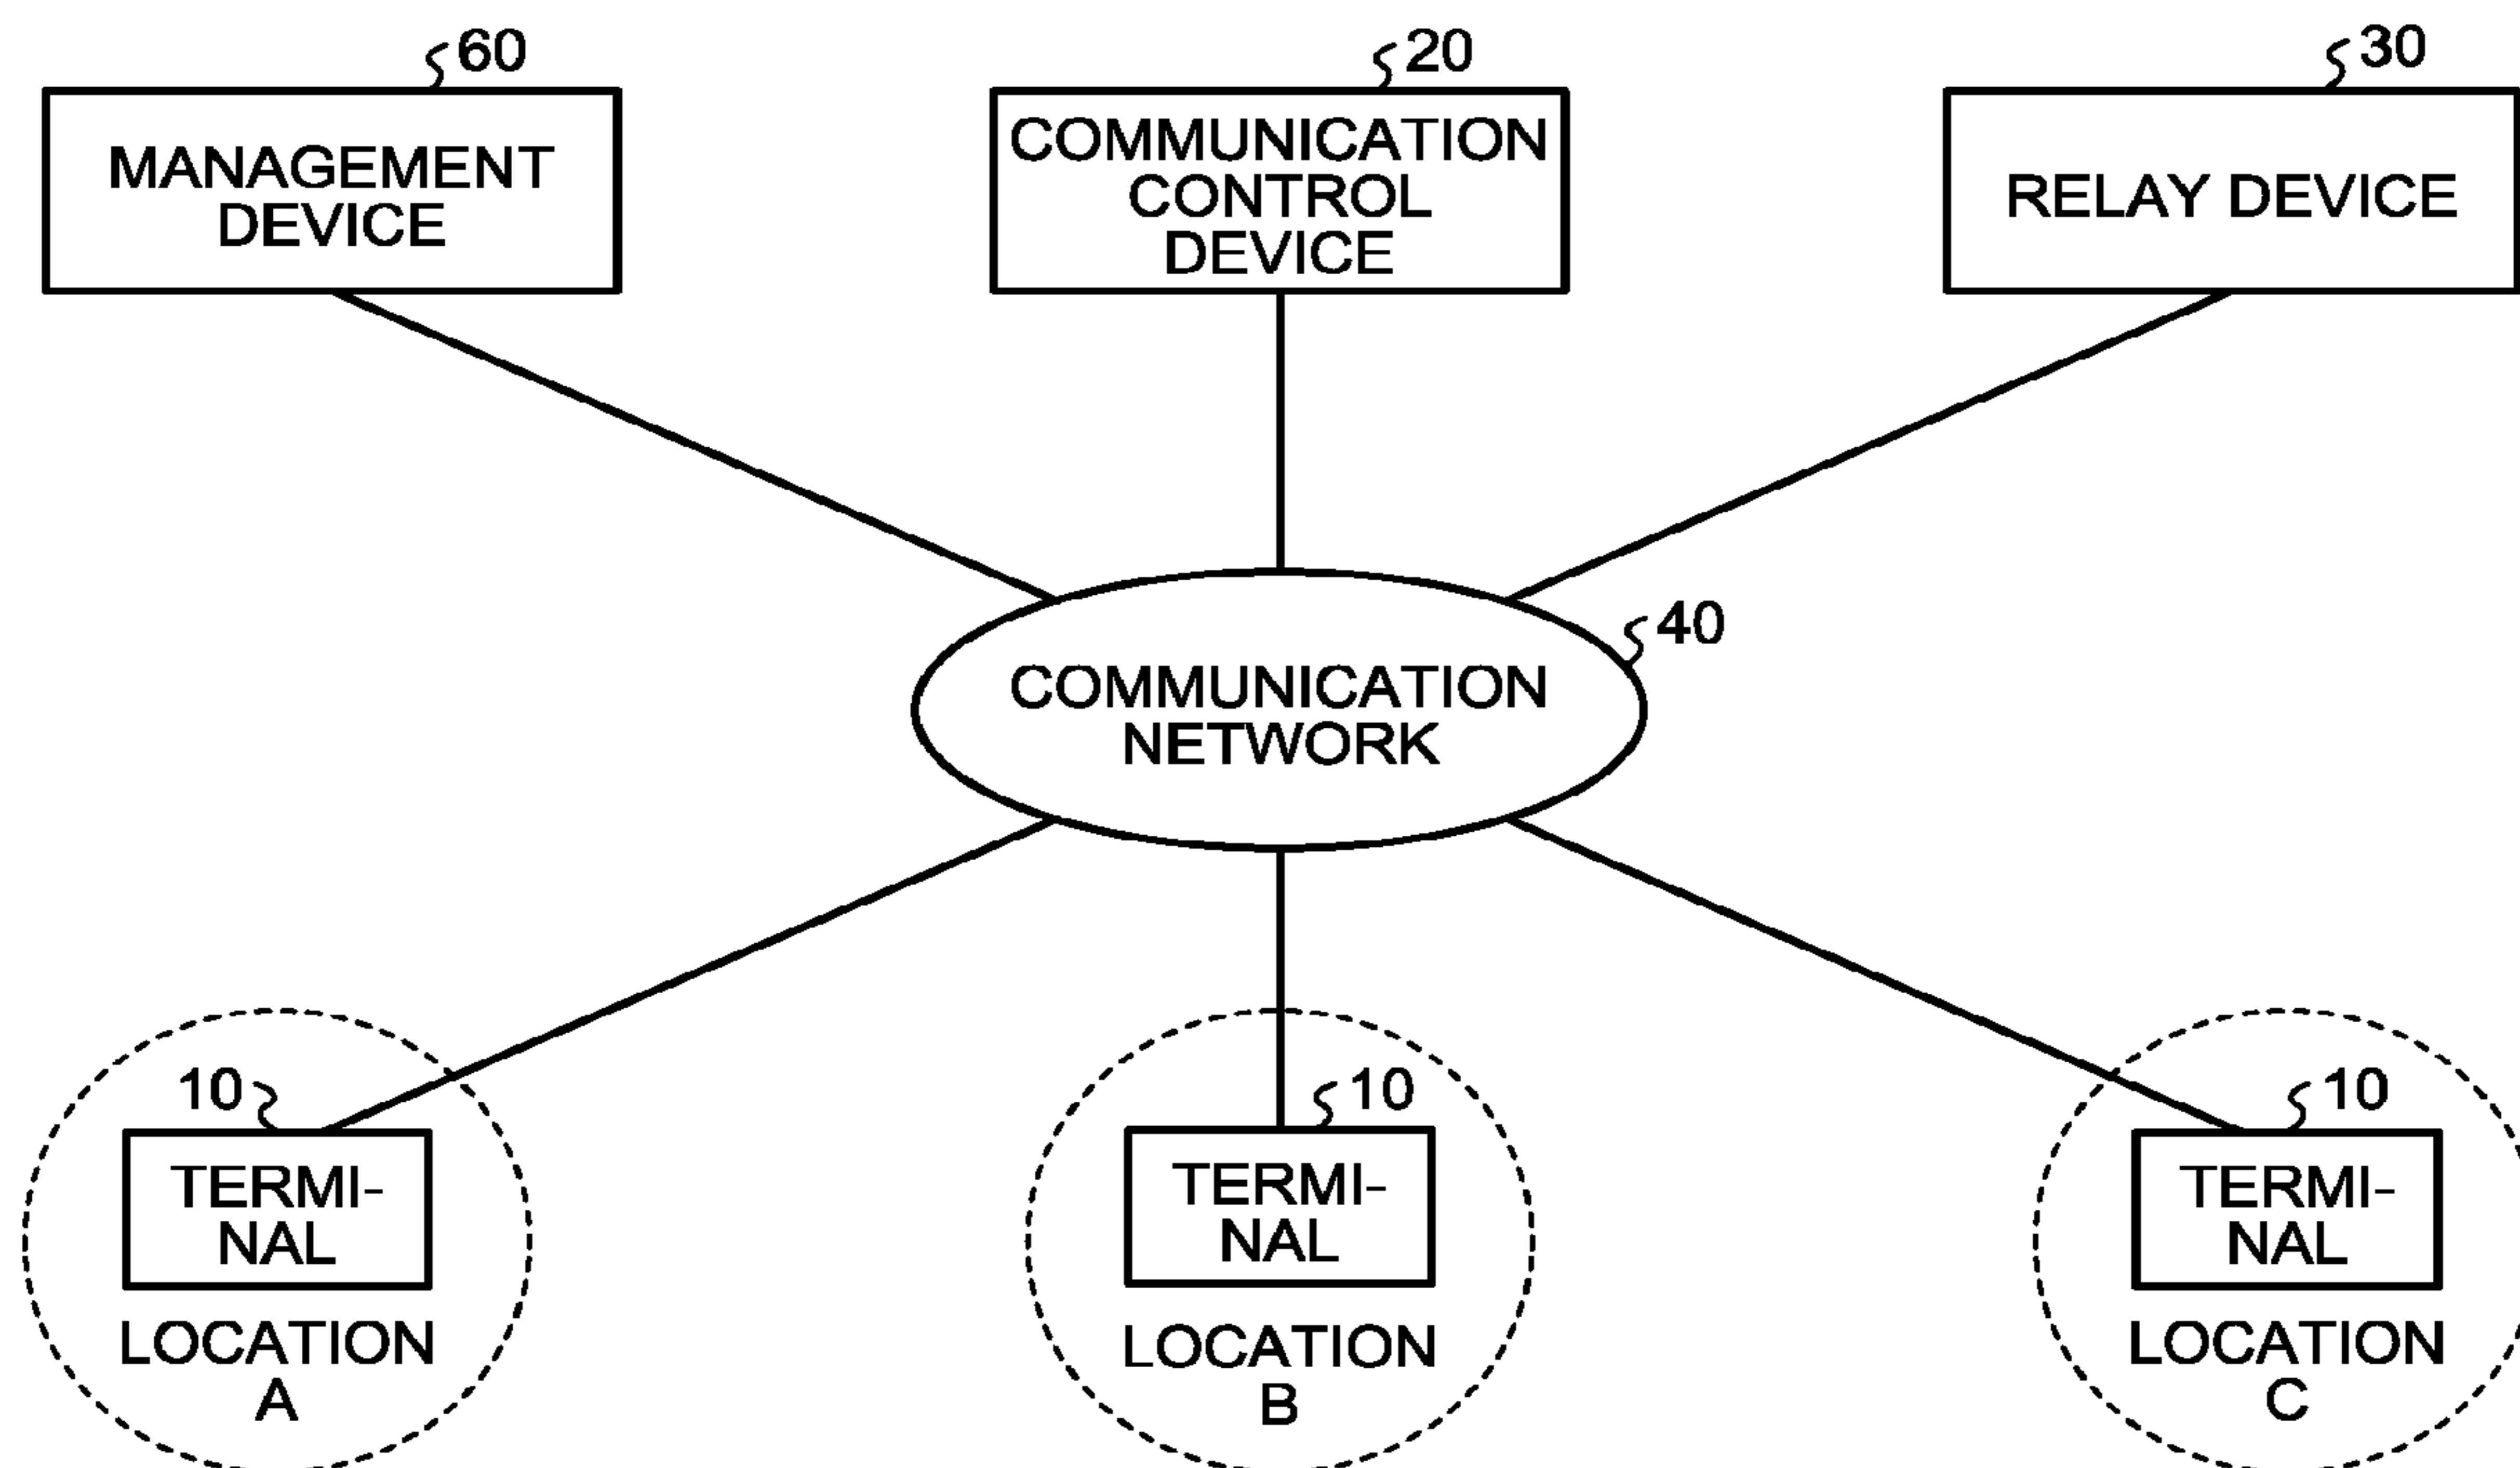 60
MANAGEMENT
DEVICE
20
COMMUNICATION
CONTROL
DEVICE
30
RELAY DEVICE
40
COMMUNICATION
NETWORK
10
TERMI-
NAL
LOCATION
A
10
TERMI-
NAL
LOCATION
B
10
TERMI-
NAL
LOCATION
C